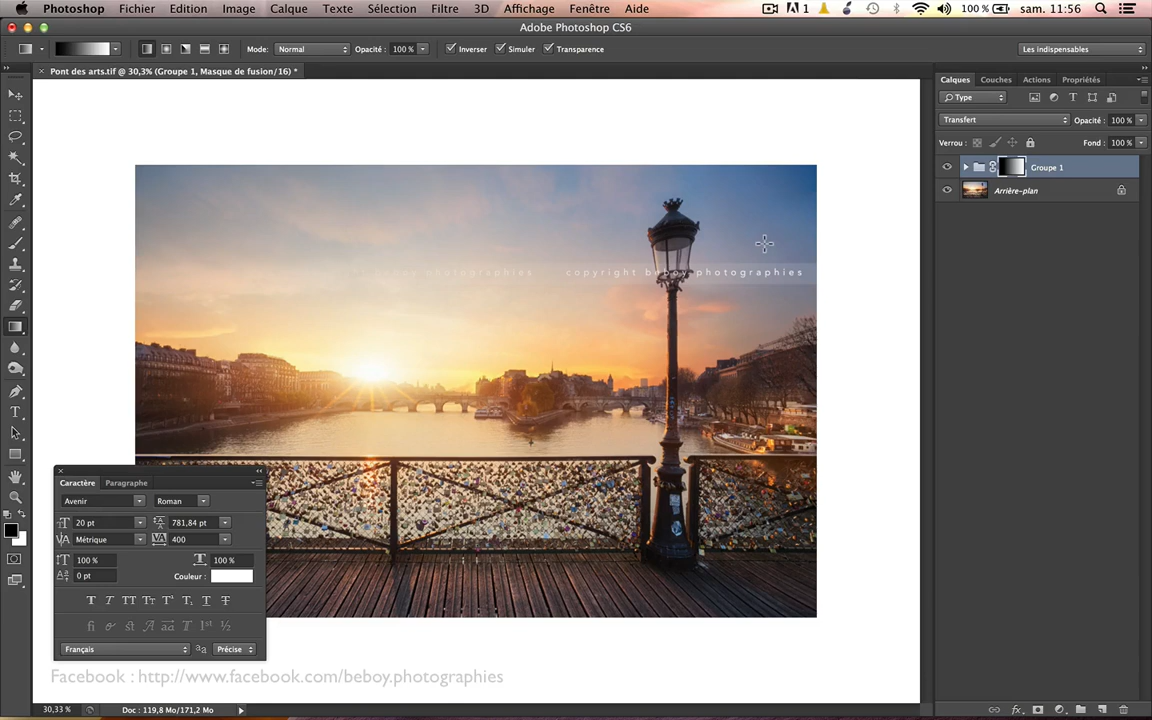 Photoshop Fichier Edition Image Calque Texte Sélection Filtre 3D Affichage Fenêtre Aide 1 100 % sam. 11:56
Adobe Photoshop CS6
Mode: Normal Opacité : 100 % Inverser Simuler Transparence Les indispensables
Pont des arts.tif @ 30,3% (Groupe 1, Masque de fusion/16) *
Calques Couches Actions Propriétés
Type
Transfert Opacité : 100 %
Verrou : Fond : 100 %
Groupe 1
Arrière-plan
beboy photographies copyright beboy photographies
Caractère Paragraphe
Avenir Roman
20 pt 781,84 pt
Métrique 400
100 % 100 %
0 pt Couleur :
Français Précise
Facebook : http://www.facebook.com/beboy.photographies
30,33 % Doc : 119,8 Mo/171,2 Mo